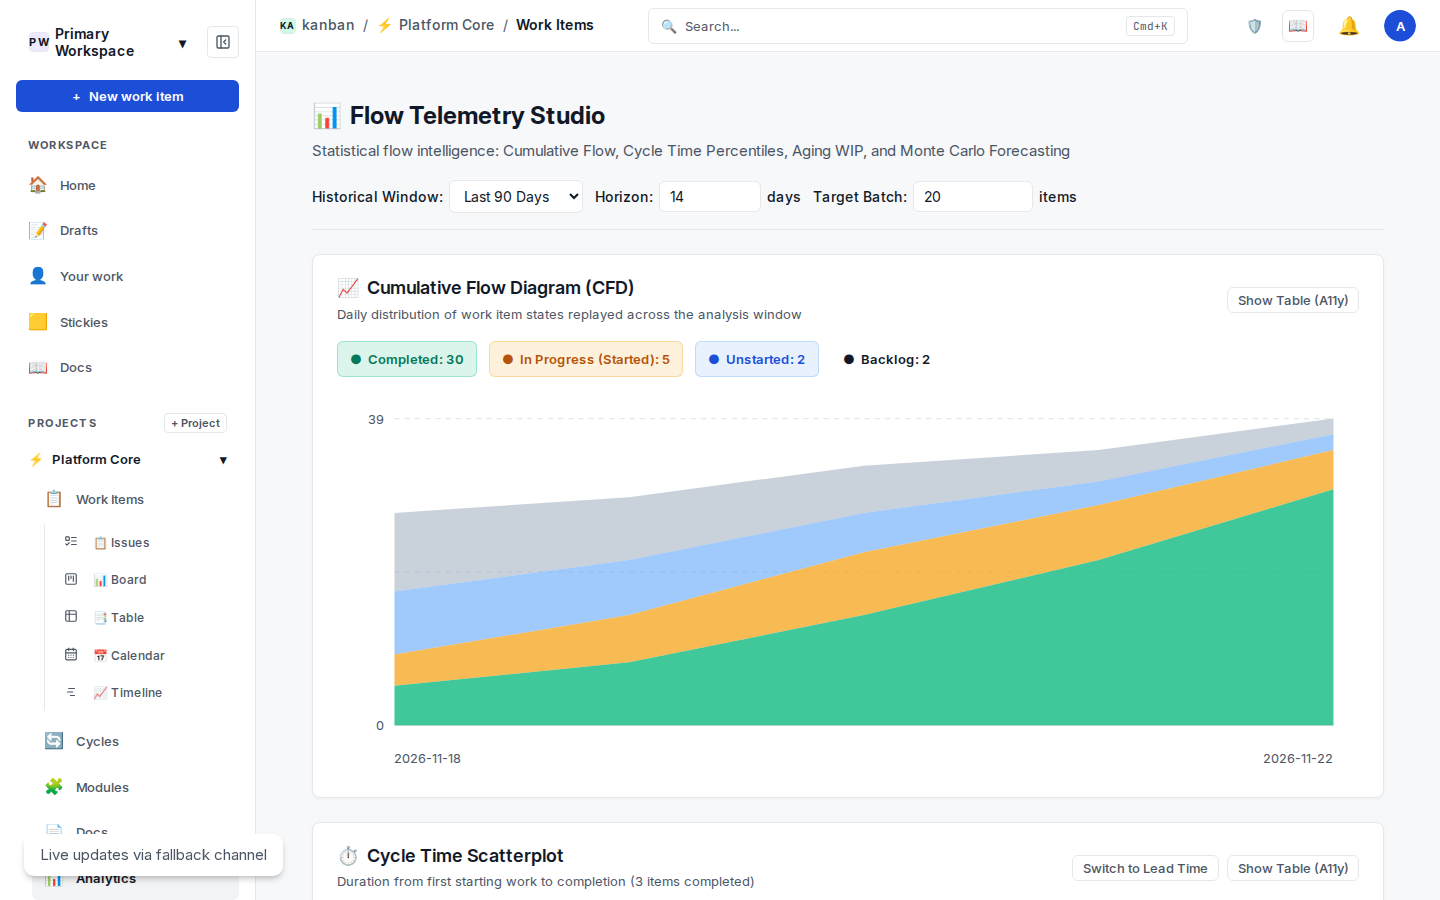 PW
Primary
Workspace
▾
+ New work item
WORKSPACE
Home
Drafts
Your work
Stickies
Docs
PROJECTS
+ Project
Platform Core
▾
Work Items
Issues
Board
Table
Calendar
Timeline
Cycles
Modules
Docs
Live updates via fallback channel
Analytics
KA kanban / Platform Core / Work Items
Search...
Cmd+K
A
Flow Telemetry Studio
Statistical flow intelligence: Cumulative Flow, Cycle Time Percentiles, Aging WIP, and Monte Carlo Forecasting
Historical Window: Last 90 Days Horizon: 14 days Target Batch: 20 items
Cumulative Flow Diagram (CFD)
Daily distribution of work item states replayed across the analysis window
Show Table (A11y)
● Completed: 30
● In Progress (Started): 5
● Unstarted: 2
● Backlog: 2
39
0
2026-11-18
2026-11-22
Cycle Time Scatterplot
Duration from first starting work to completion (3 items completed)
Switch to Lead Time
Show Table (A11y)